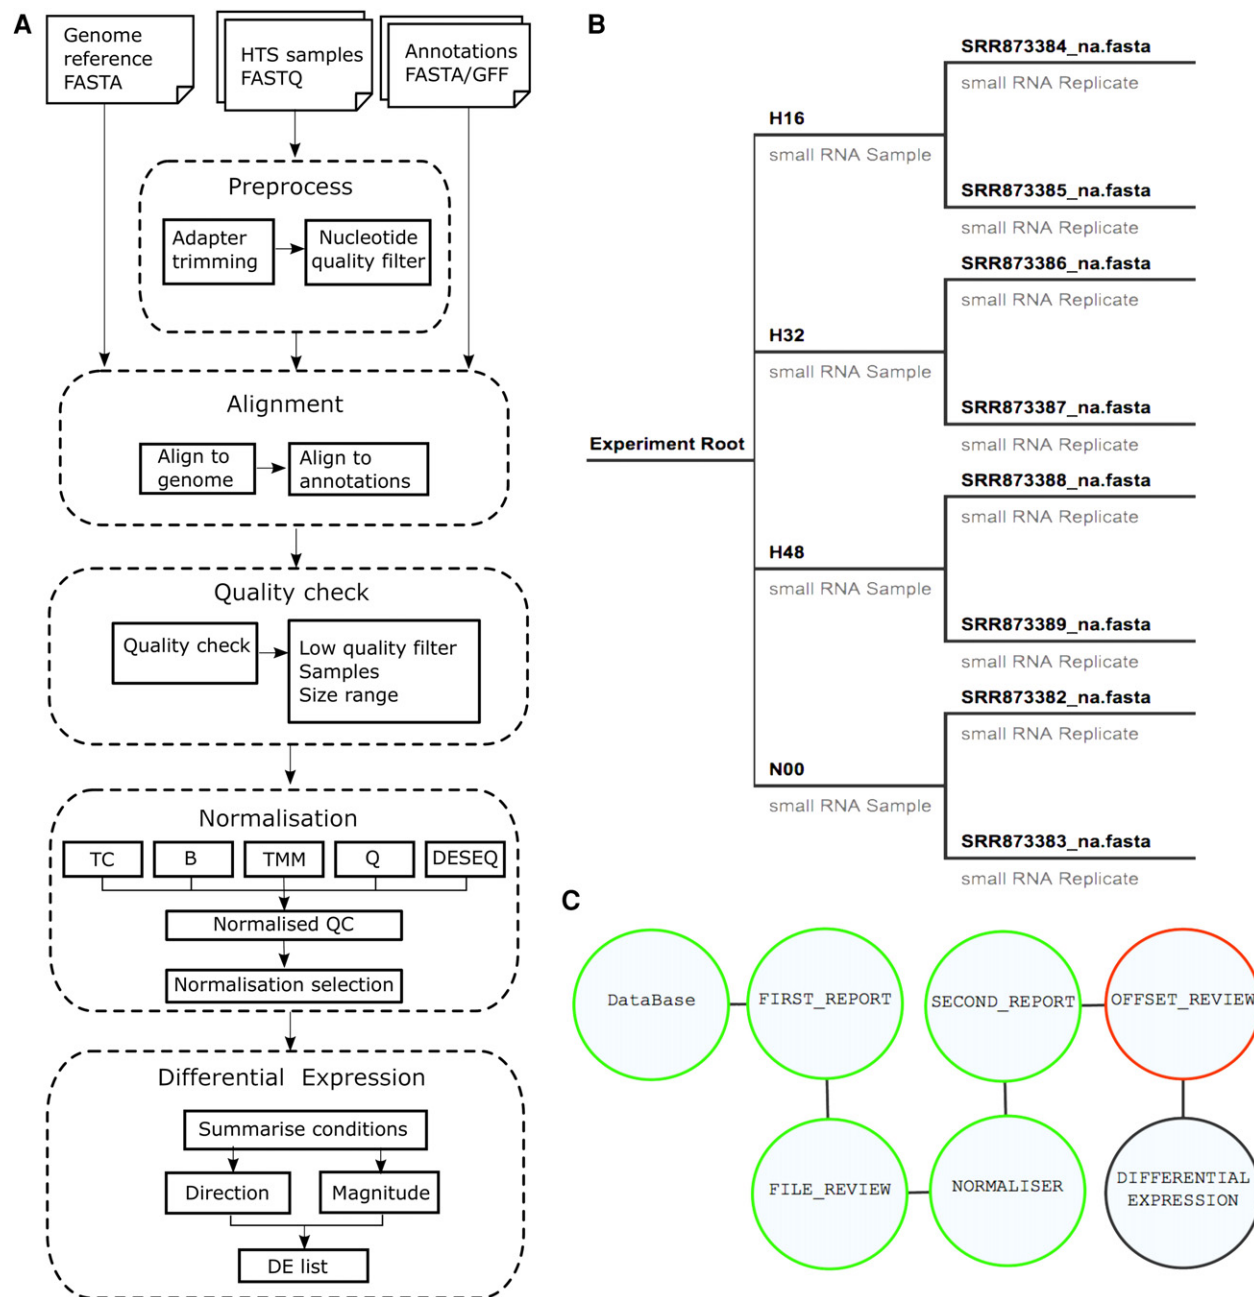 A
Genome
reference
FASTA
HTS samples
FASTQ
Annotations
FASTA/GFF
Preprocess
Adapter
trimming
Nucleotide
quality filter
Alignment
Align to
genome
Align to
annotations
Quality check
Quality check
Low quality filter
Samples
Size range
Normalisation
TC
B
TMM
Q
DESEQ
Normalised QC
Normalisation selection
Differential Expression
Summarise conditions
Direction
Magnitude
DE list
B
Experiment Root
H16
small RNA Sample
SRR873384_na.fasta
small RNA Replicate
SRR873385_na.fasta
small RNA Replicate
H32
small RNA Sample
SRR873386_na.fasta
small RNA Replicate
SRR873387_na.fasta
small RNA Replicate
H48
small RNA Sample
SRR873388_na.fasta
small RNA Replicate
SRR873389_na.fasta
small RNA Replicate
N00
small RNA Sample
SRR873382_na.fasta
small RNA Replicate
SRR873383_na.fasta
small RNA Replicate
C
DataBase
FIRST_REPORT
FILE_REVIEW
NORMALISER
SECOND_REPORT
OFFSET_REVIEW
DIFFERENTIAL
EXPRESSION